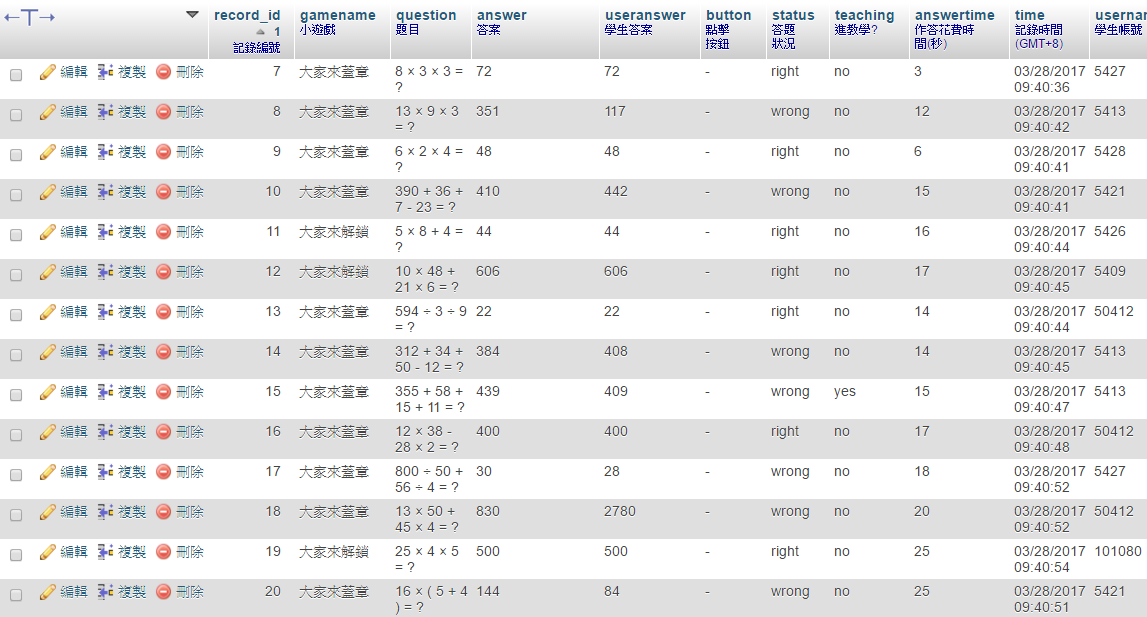 ←T→ record_id 1 gamename question answer useranswer button status teaching answertime time userna
記錄編號 小遊戲 題目 答案 學生答案 點擊按鈕 答題狀況 進教學? 作答花費時間(秒) 記錄時間(GMT+8) 學生帳號
編輯 複製 刪除 7 大家來蓋章 8 × 3 × 3 = 72 72 - right no 3 03/28/2017 5427
? 09:40:36
編輯 複製 刪除 8 大家來蓋章 13 × 9 × 3 351 117 - wrong no 12 03/28/2017 5413
= ? 09:40:42
編輯 複製 刪除 9 大家來蓋章 6 × 2 × 4 = 48 48 - right no 6 03/28/2017 5428
? 09:40:41
編輯 複製 刪除 10 大家來蓋章 390 + 36 + 410 442 - wrong no 15 03/28/2017 5421
7 - 23 = ? 09:40:41
編輯 複製 刪除 11 大家來解鎖 5 × 8 + 4 = 44 44 - right no 16 03/28/2017 5426
? 09:40:44
編輯 複製 刪除 12 大家來解鎖 10 × 48 + 606 606 - right no 17 03/28/2017 5409
21 × 6 = ? 09:40:45
編輯 複製 刪除 13 大家來蓋章 594 ÷ 3 ÷ 9 22 22 - right no 14 03/28/2017 50412
= ? 09:40:44
編輯 複製 刪除 14 大家來蓋章 312 + 34 + 384 408 - wrong no 14 03/28/2017 5413
50 - 12 = ? 09:40:45
編輯 複製 刪除 15 大家來蓋章 355 + 58 + 439 409 - wrong yes 15 03/28/2017 5413
15 + 11 = ? 09:40:47
編輯 複製 刪除 16 大家來蓋章 12 × 38 - 400 400 - right no 17 03/28/2017 50412
28 × 2 = ? 09:40:48
編輯 複製 刪除 17 大家來蓋章 800 ÷ 50 + 30 28 - wrong no 18 03/28/2017 5427
56 ÷ 4 = ? 09:40:52
編輯 複製 刪除 18 大家來蓋章 13 × 50 + 830 2780 - wrong no 20 03/28/2017 50412
45 × 4 = ? 09:40:52
編輯 複製 刪除 19 大家來解鎖 25 × 4 × 5 500 500 - right no 25 03/28/2017 101080
= ? 09:40:54
編輯 複製 刪除 20 大家來蓋章 16 × ( 5 + 4 144 84 - wrong no 25 03/28/2017 5421
) = ? 09:40:51